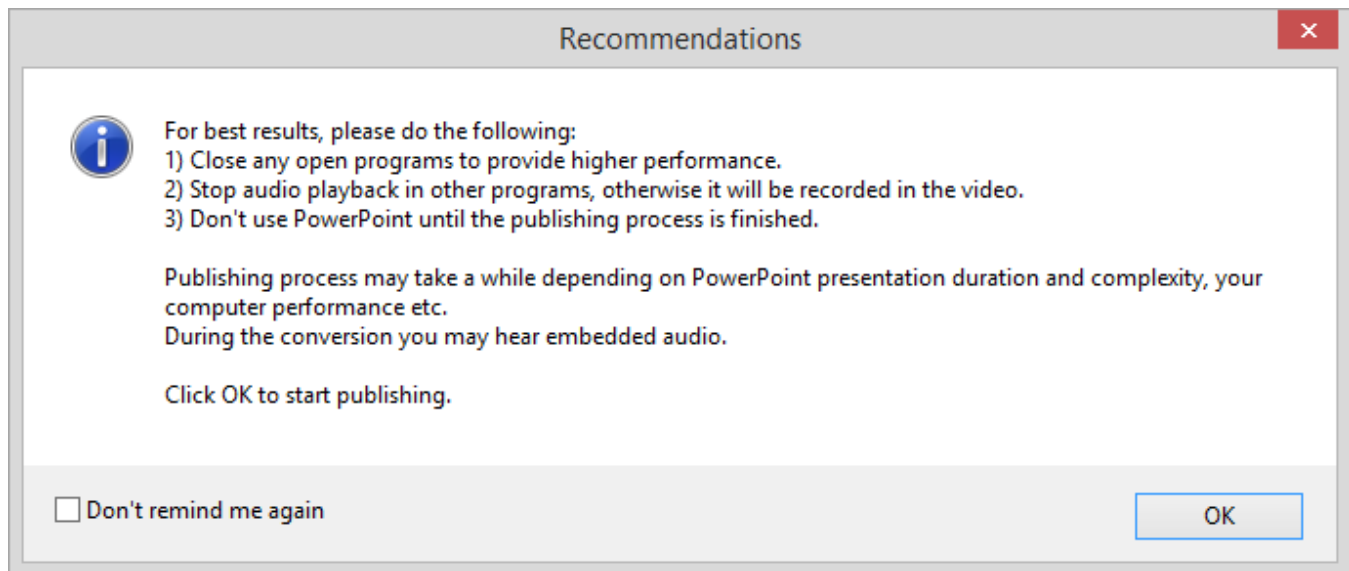 Recommendations
For best results, please do the following:
1) Close any open programs to provide higher performance.
2) Stop audio playback in other programs, otherwise it will be recorded in the video.
3) Don't use PowerPoint until the publishing process is finished.
Publishing process may take a while depending on PowerPoint presentation duration and complexity, your
computer performance etc.
During the conversion you may hear embedded audio.
Click OK to start publishing.
Don't remind me again
OK